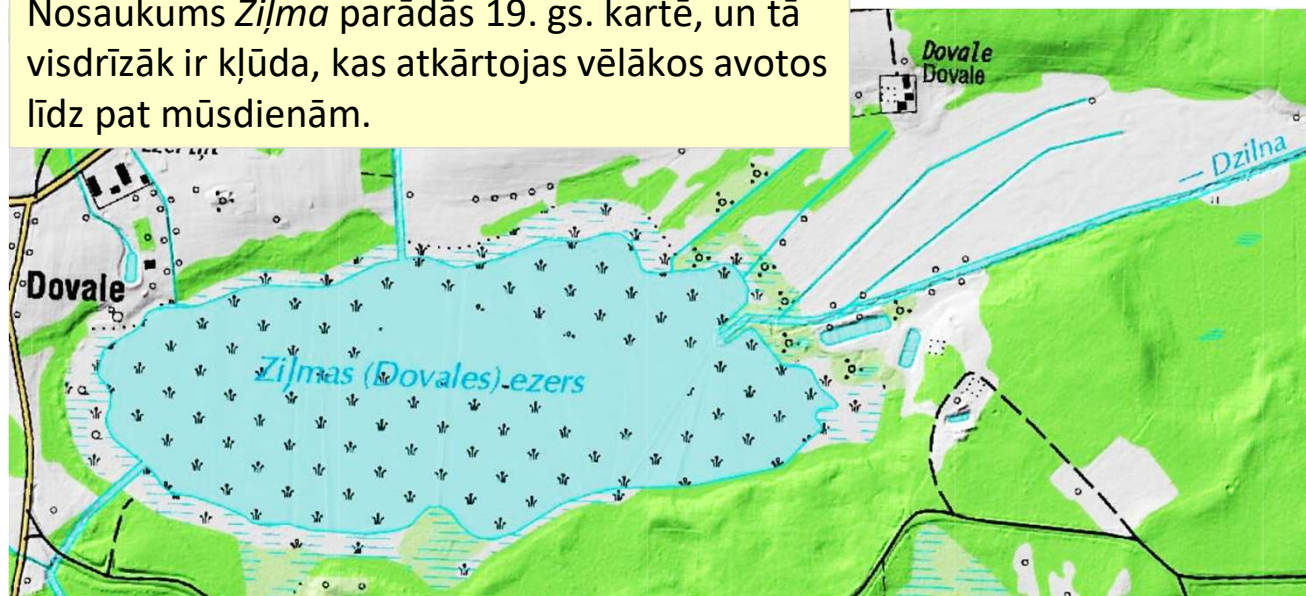 Nosaukums Ziļma parādās 19. gs. kartē, un tā
visdrīzāk ir kļūda, kas atkārtojas vēlākos avotos
līdz pat mūsdienām.
Dovale
Dovale
Dzilna
Dovale
Ziļmas (Dovales) ezers